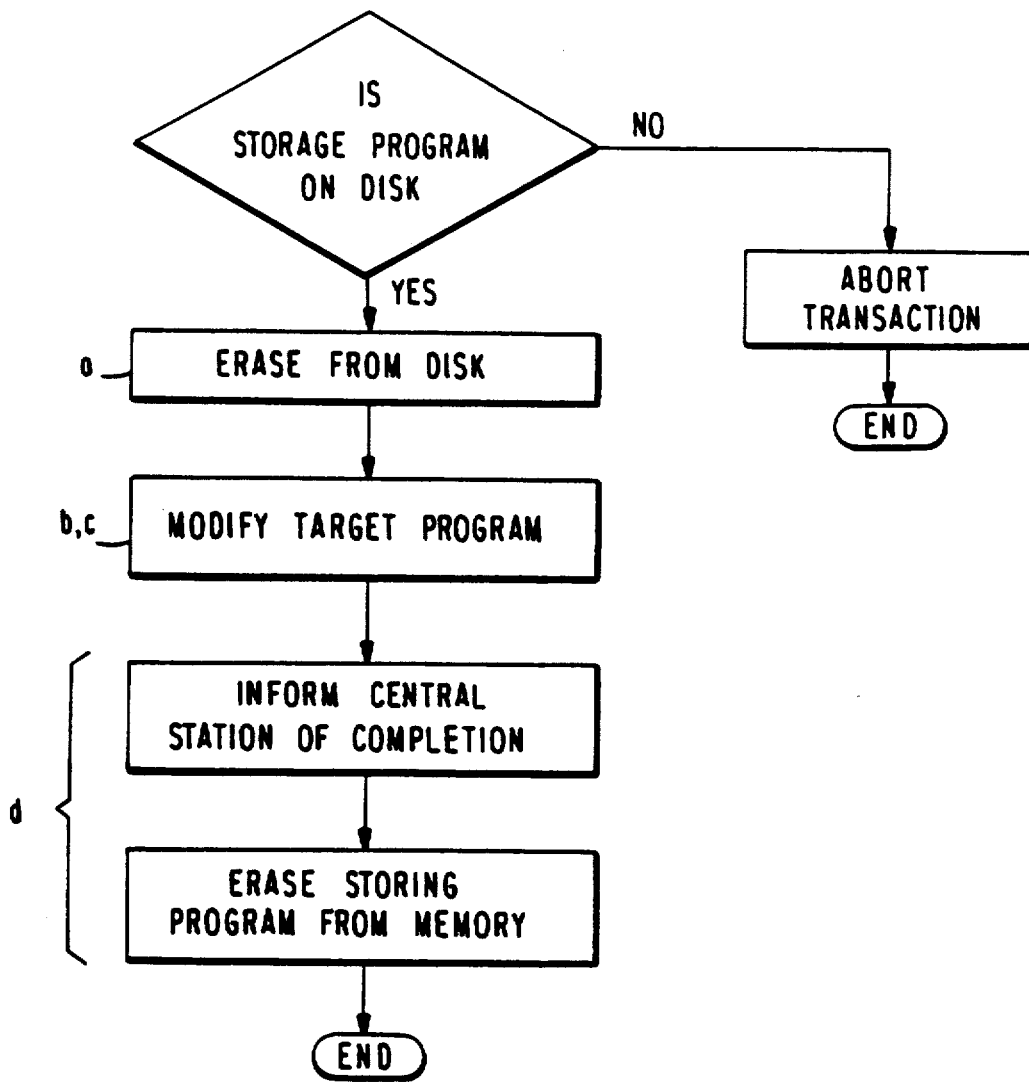 IS
STORAGE PROGRAM
ON DISK
NO
YES
ABORT
TRANSACTION
END
a
ERASE FROM DISK
b,c
MODIFY TARGET PROGRAM
d
INFORM CENTRAL
STATION OF COMPLETION
ERASE STORING
PROGRAM FROM MEMORY
END